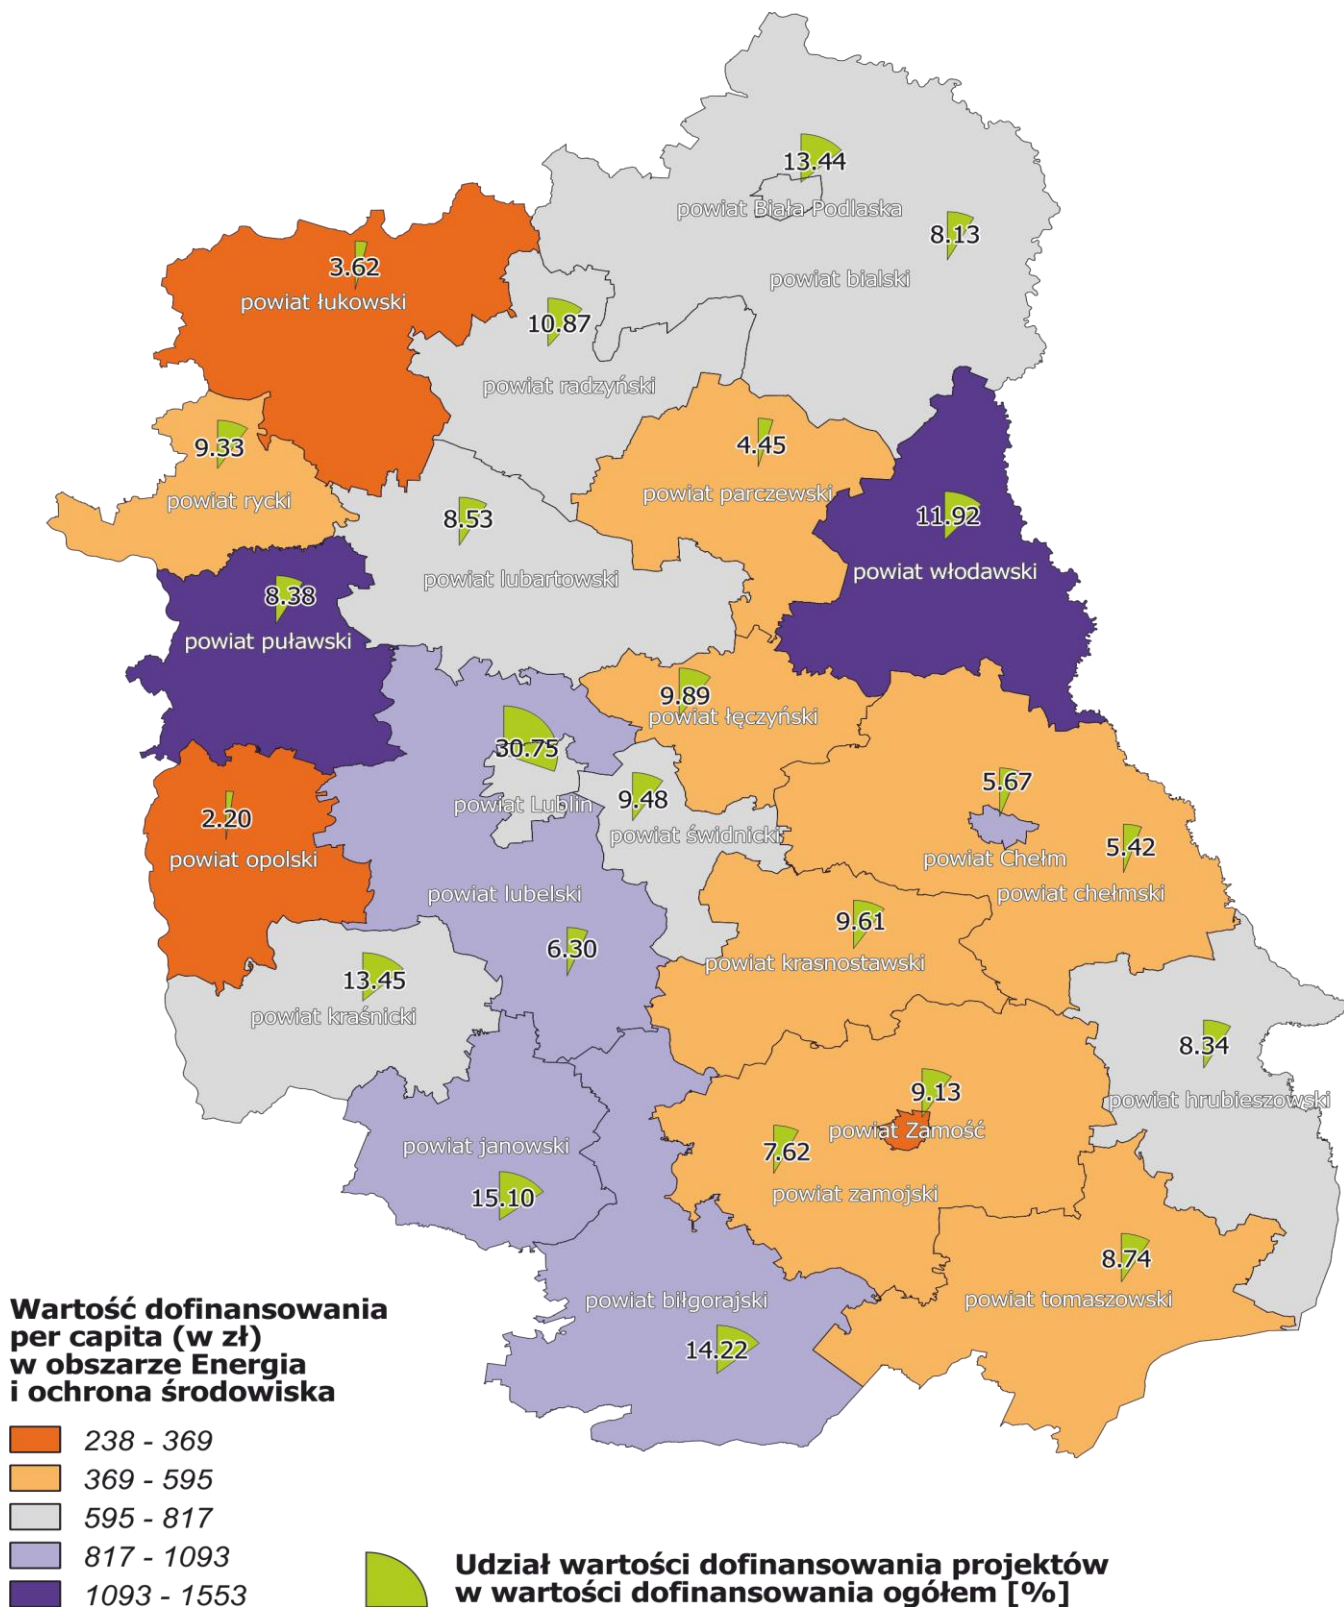 13.44
powiat Biała Podlaska
8.13
powiat bialski
3.62
powiat łukowski
10.87
powiat radzyński
9.33
powiat rycki
4.45
powiat parczewski
8.53
powiat lubartowski
11.92
powiat włodawski
8.38
powiat puławski
9.89
powiat łęczyński
30.75
powiat Lublin
9.48
powiat świdnicki
5.67
powiat Chełm
5.42
powiat chełmski
2.20
powiat opolski
powiat lubelski
6.30
9.61
powiat krasnostawski
13.45
powiat kraśnicki
8.34
powiat hrubieszowski
9.13
powiat Zamość
7.62
powiat zamojski
powiat janowski
15.10
8.74
powiat tomaszowski
powiat biłgorajski
14.22
Wartość dofinansowania
per capita (w zł)
w obszarze Energia
i ochrona środowiska
238 - 369
369 - 595
595 - 817
817 - 1093
1093 - 1553
Udział wartości dofinansowania projektów
w wartości dofinansowania ogółem [%]